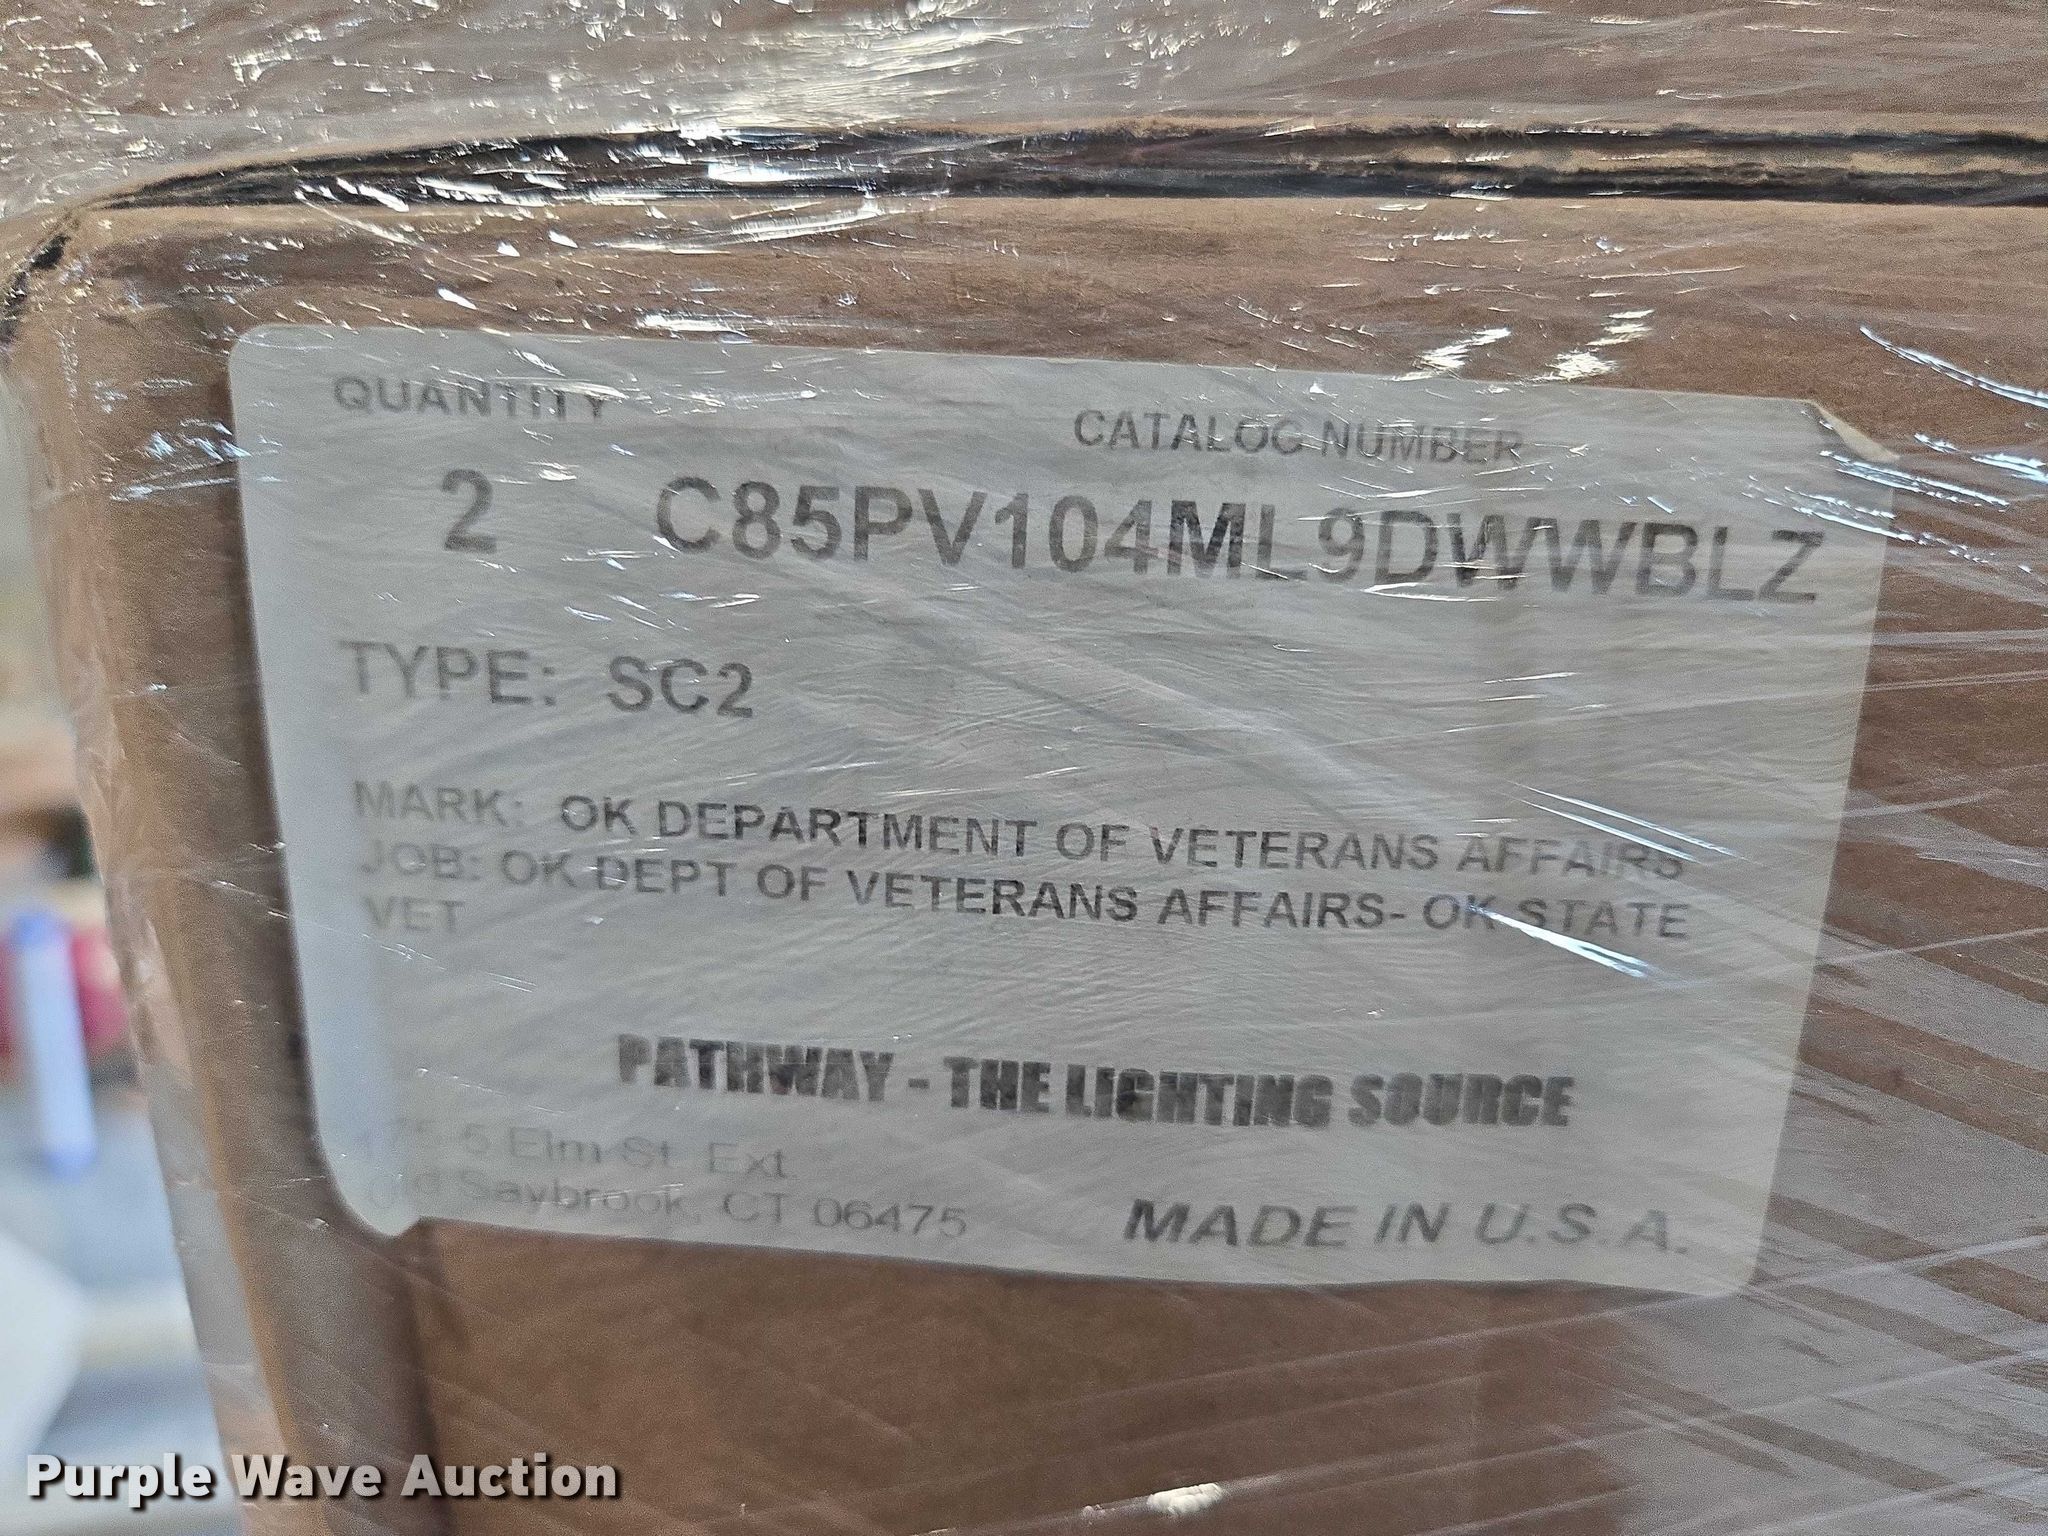 QUANTITY CATALOG NUMBER
2 C85PV104ML9DWWBLZ
TYPE: SC2
MARK: OK DEPARTMENT OF VETERANS AFFAIRS
JOB: OK DEPT OF VETERANS AFFAIRS- OK STATE
VET
PATHWAY - THE LIGHTING SOURCE
Elm St. Ext.
Old Saybrook, CT 06475
MADE IN U.S.A.
Purple Wave Auction